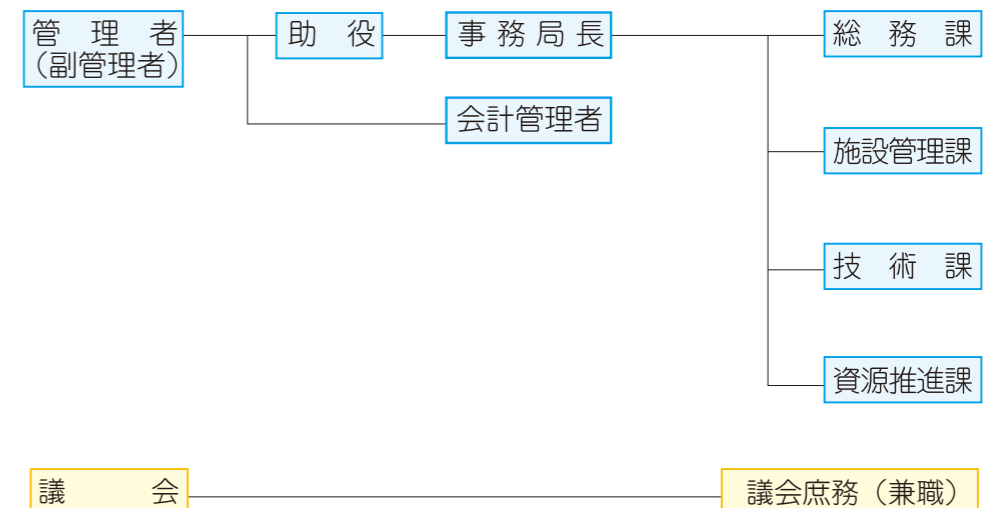 管理者
（副管理者）
助役
事務局長
総務課
会計管理者
施設管理課
技術課
資源推進課
議会
議会庶務（兼職）